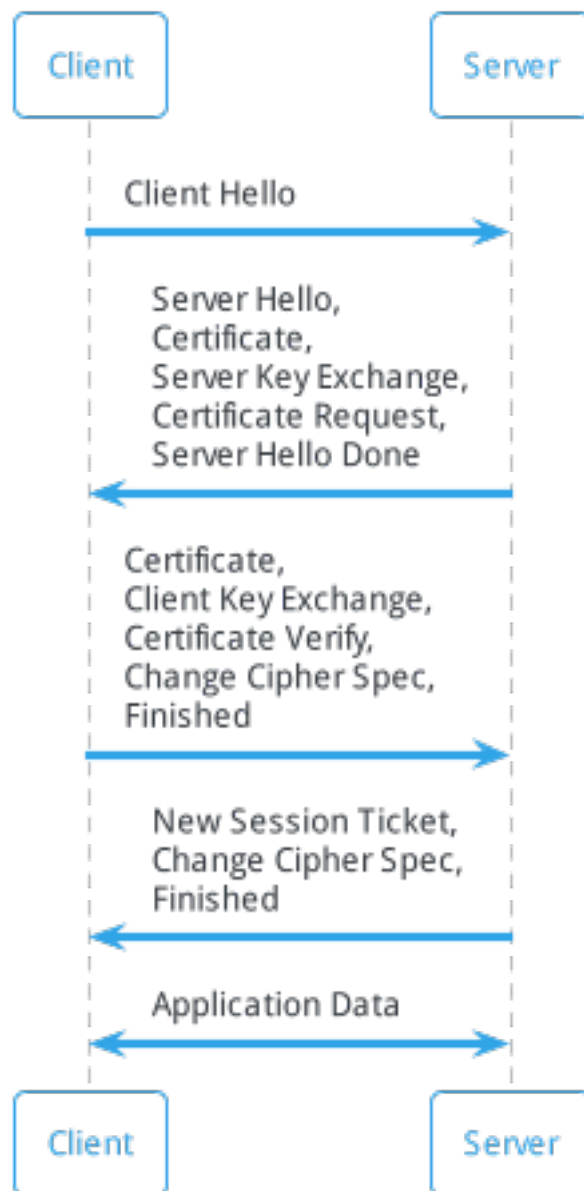 Client
Server
Client Hello
Server Hello,
Certificate,
Server Key Exchange,
Certificate Request,
Server Hello Done
Certificate,
Client Key Exchange,
Certificate Verify,
Change Cipher Spec,
Finished
New Session Ticket,
Change Cipher Spec,
Finished
Application Data
Client
Server